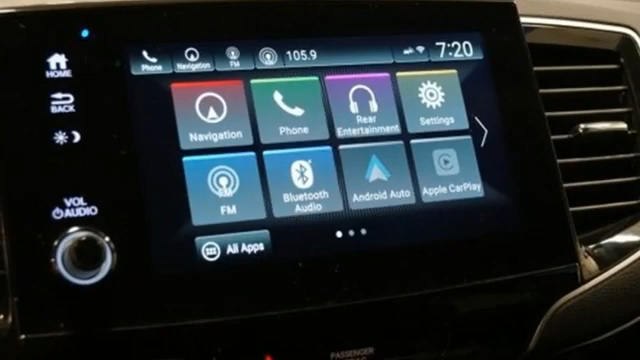 HOME
BACK
VOL
AUDIO
Phone
Navigation
FM
105.9
7:20
Navigation
Phone
Rear
Entertainment
Settings
FM
FM
Bluetooth
Audio
Android Auto
Apple CarPlay
All Apps
PASSENGER